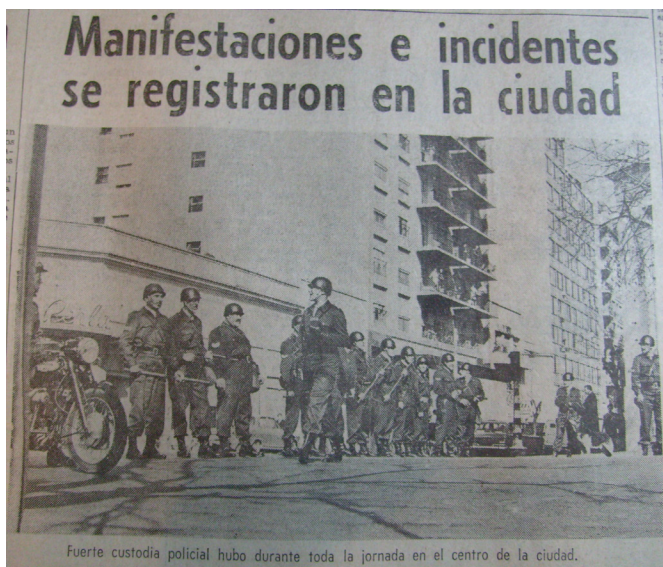 Manifestaciones e incidentes
se registraron en la ciudad
Fuerte custodia policial hubo durante toda la jornada en el centro de la ciudad.